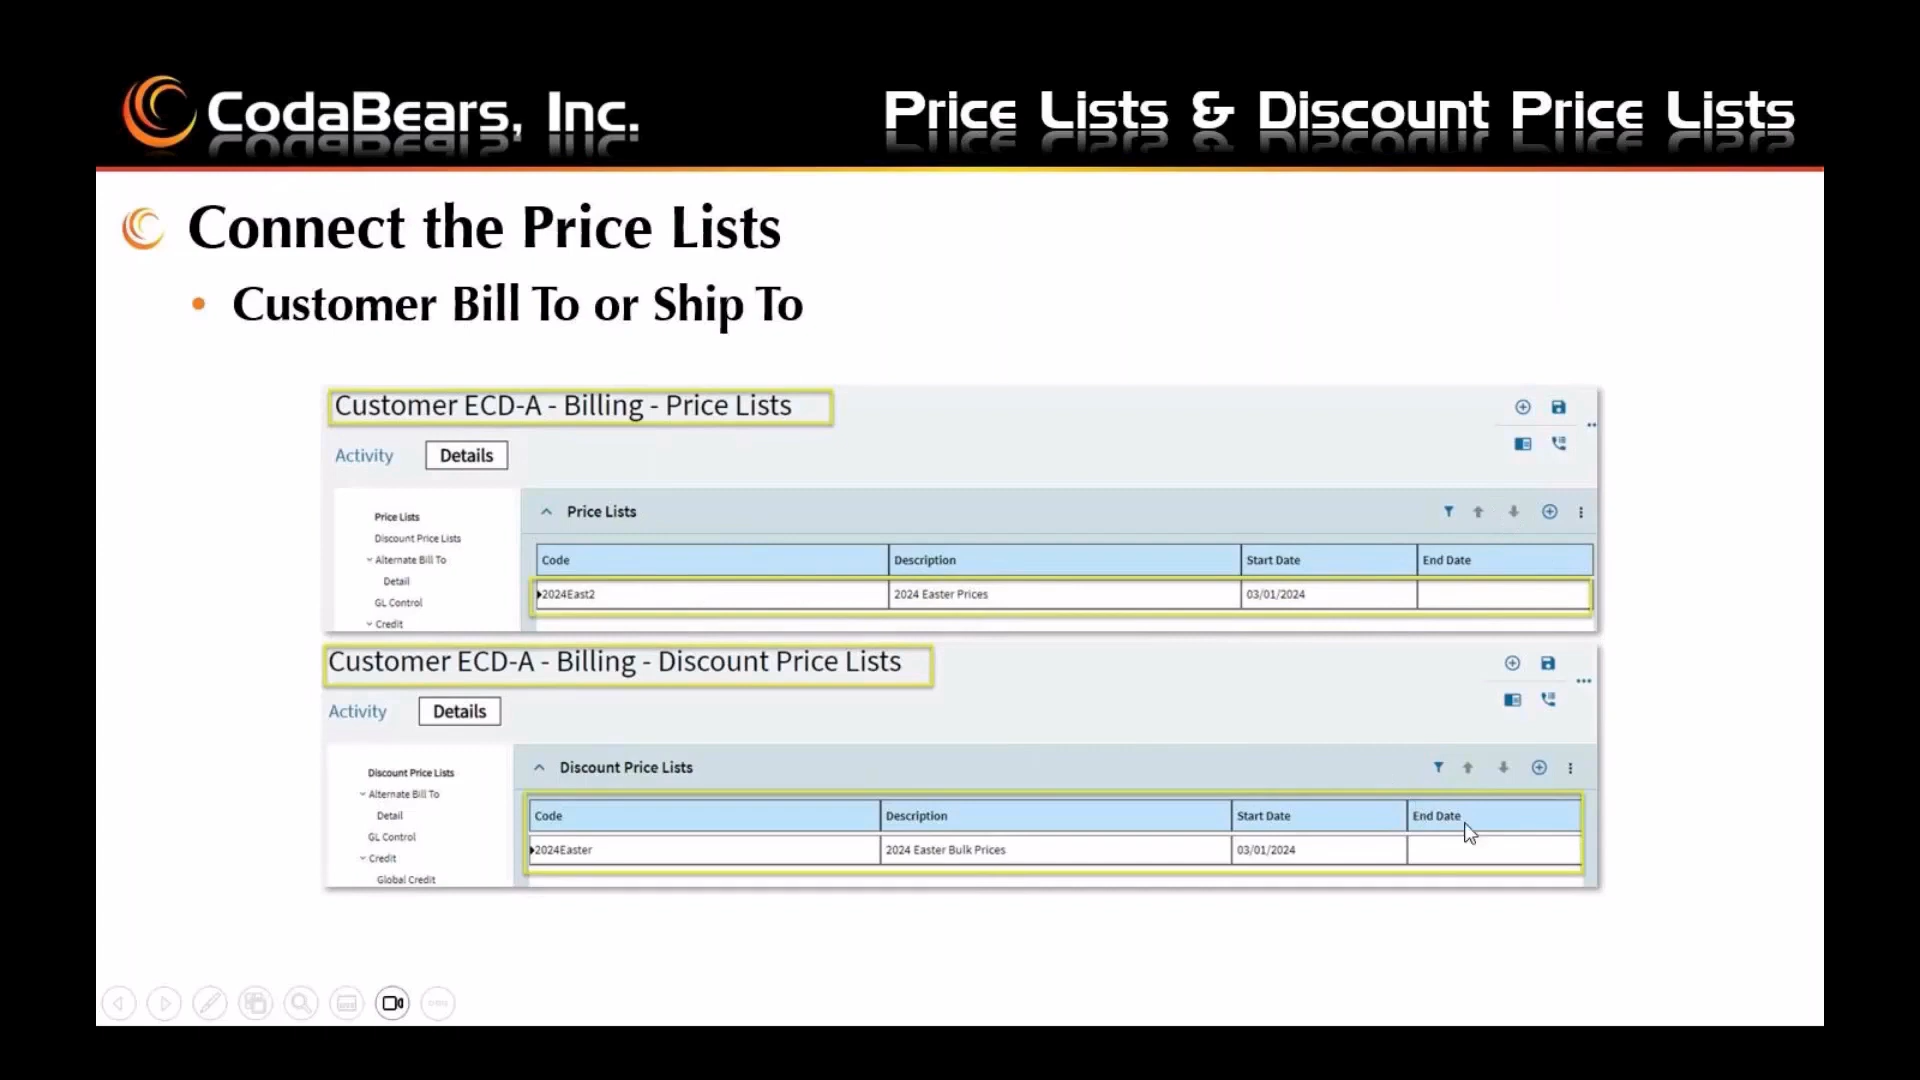 CodaBears, Inc.
Price Lists & Discount Price Lists
Connect the Price Lists
• Customer Bill To or Ship To
Customer ECD-A - Billing - Price Lists
Activity Details
Price Lists
Discount Price Lists
Alternate Bill To
Detail
GL Control
Credit
Price Lists
Code Description Start Date End Date
2024East2 2024 Easter Prices 03/01/2024
Customer ECD-A - Billing - Discount Price Lists
Activity Details
Discount Price Lists
Alternate Bill To
Detail
GL Control
Credit
Global Credit
Discount Price Lists
Code Description Start Date End Date
2024Easter 2024 Easter Bulk Prices 03/01/2024